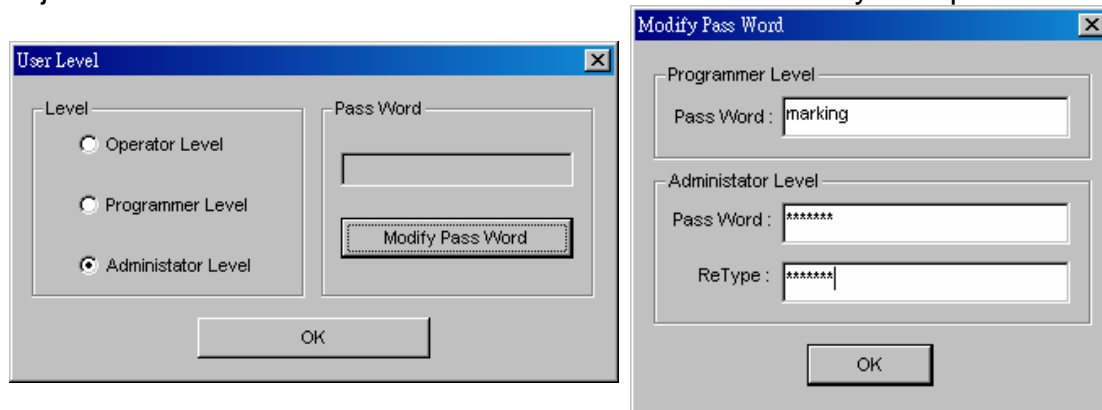 User Level
Level
Operator Level
Programmer Level
Administator Level
Pass Word
Modify Pass Word
OK
Modify Pass Word
Programmer Level
Pass Word : marking
Administator Level
Pass Word : *******
ReType : *******
OK